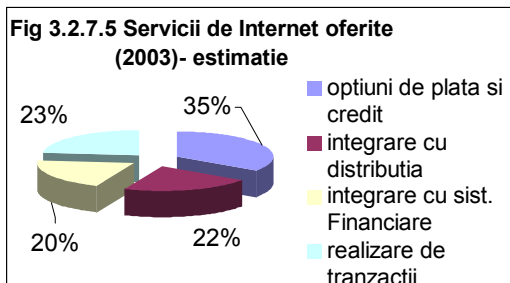 Fig 3.2.7.5 Servicii de Internet oferite
(2003)- estimatie
35%
22%
20%
23%
optiuni de plata si
credit
integrare cu
distributia
integrare cu sist.
Financiare
realizare de
tranzactii